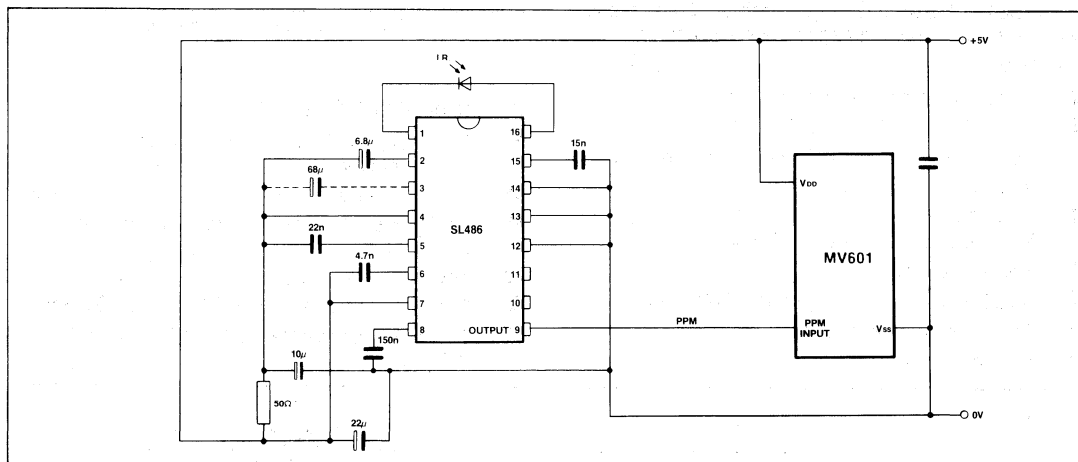 +5V
I R
1
16
6.8µ
2
15
15n
68µ
3
14
VDD
4
13
22n
SL486
5
12
4.7n
MV601
6
11
7
10
8
OUTPUT
9
PPM
PPM
INPUT
Vss
150n
10µ
50Ω
0V
22µ